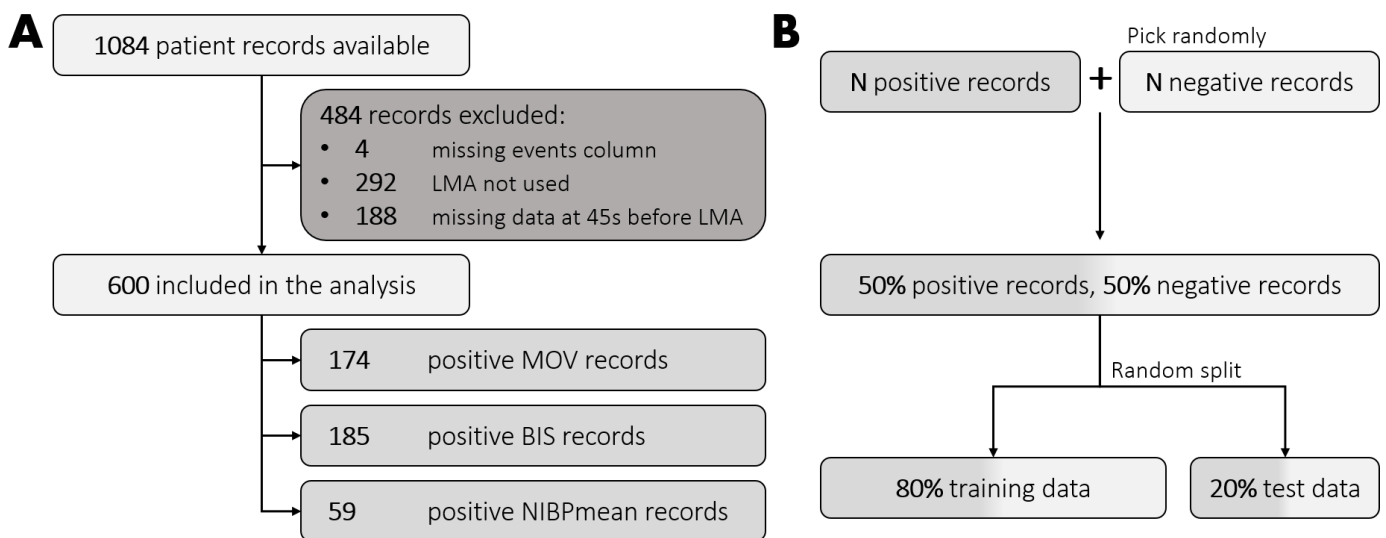 A
1084 patient records available
484 records excluded:
• 4 missing events column
• 292 LMA not used
• 188 missing data at 45s before LMA
600 included in the analysis
174 positive MOV records
185 positive BIS records
59 positive NIBPmean records
B
Pick randomly
N positive records + N negative records
50% positive records, 50% negative records
Random split
80% training data
20% test data